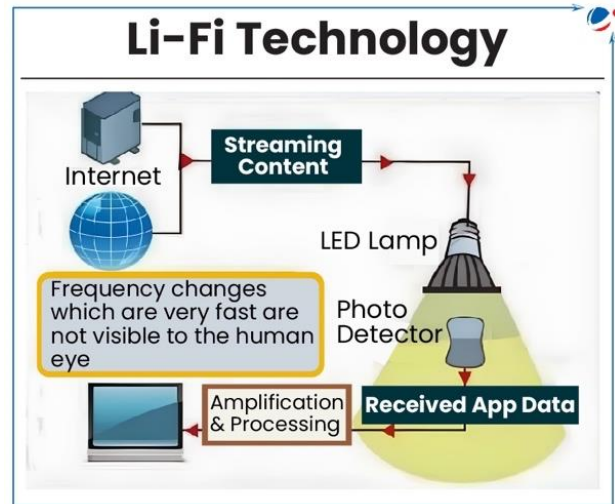 Li-Fi Technology
Streaming
Content
Internet
LED Lamp
Frequency changes
which are very fast are
not visible to the human
eye
Photo
Detector
Received App Data
Amplification
& Processing